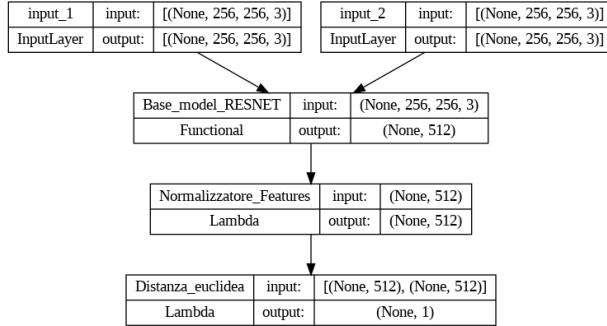 input_1 input: [(None, 256, 256, 3)]
InputLayer output: [(None, 256, 256, 3)]
input_2 input: [(None, 256, 256, 3)]
InputLayer output: [(None, 256, 256, 3)]
Base_model_RESNET input: (None, 256, 256, 3)
Functional output: (None, 512)
Normalizzatore_Features input: (None, 512)
Lambda output: (None, 512)
Distanza_euclidea input: [(None, 512), (None, 512)]
Lambda output: (None, 1)